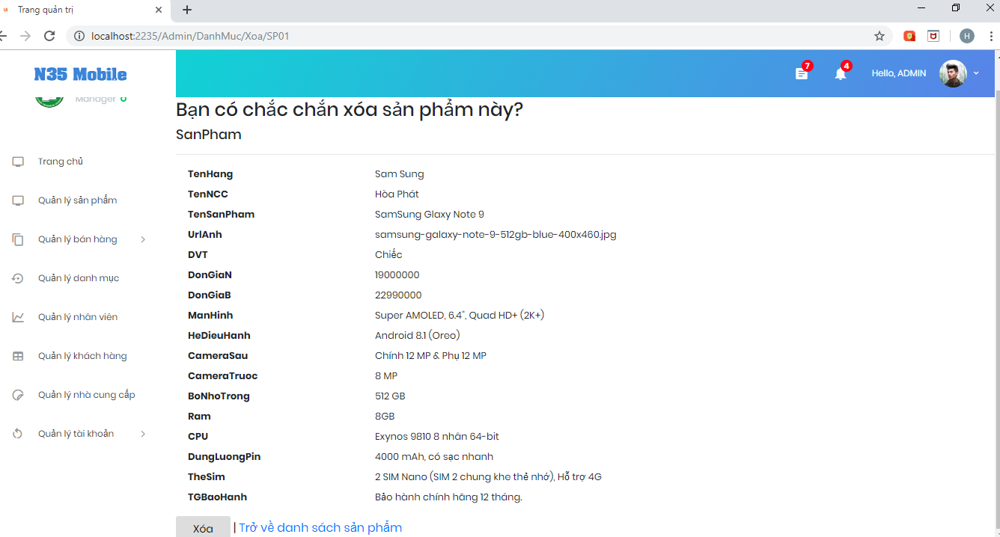 Trang quản trị
localhost:2235/Admin/DanhMuc/Xoa/SP01
H
N35 Mobile
7
4
Hello, ADMIN
Manager
Bạn có chắc chắn xóa sản phẩm này?
SanPham
Trang chủ
Quản lý sản phẩm
Quản lý bán hàng
Quản lý danh mục
Quản lý nhân viên
Quản lý khách hàng
Quản lý nhà cung cấp
Quản lý tài khoản
TenHang Sam Sung
TenNCC Hòa Phát
TenSanPham SamSung Glaxy Note 9
UrlAnh samsung-galaxy-note-9-512gb-blue-400x460.jpg
DVT Chiếc
DonGiaN 19000000
DonGiaB 22990000
ManHinh Super AMOLED, 6.4", Quad HD+ (2K+)
HeDieuHanh Android 8.1 (Oreo)
CameraSau Chính 12 MP & Phụ 12 MP
CameraTruoc 8 MP
BoNhoTrong 512 GB
Ram 8GB
CPU Exynos 9810 8 nhân 64-bit
DungLuongPin 4000 mAh, có sạc nhanh
TheSim 2 SIM Nano (SIM 2 chung khe thẻ nhớ), Hỗ trợ 4G
TGBaoHanh Bảo hành chính hãng 12 tháng.
Xóa | Trở về danh sách sản phẩm